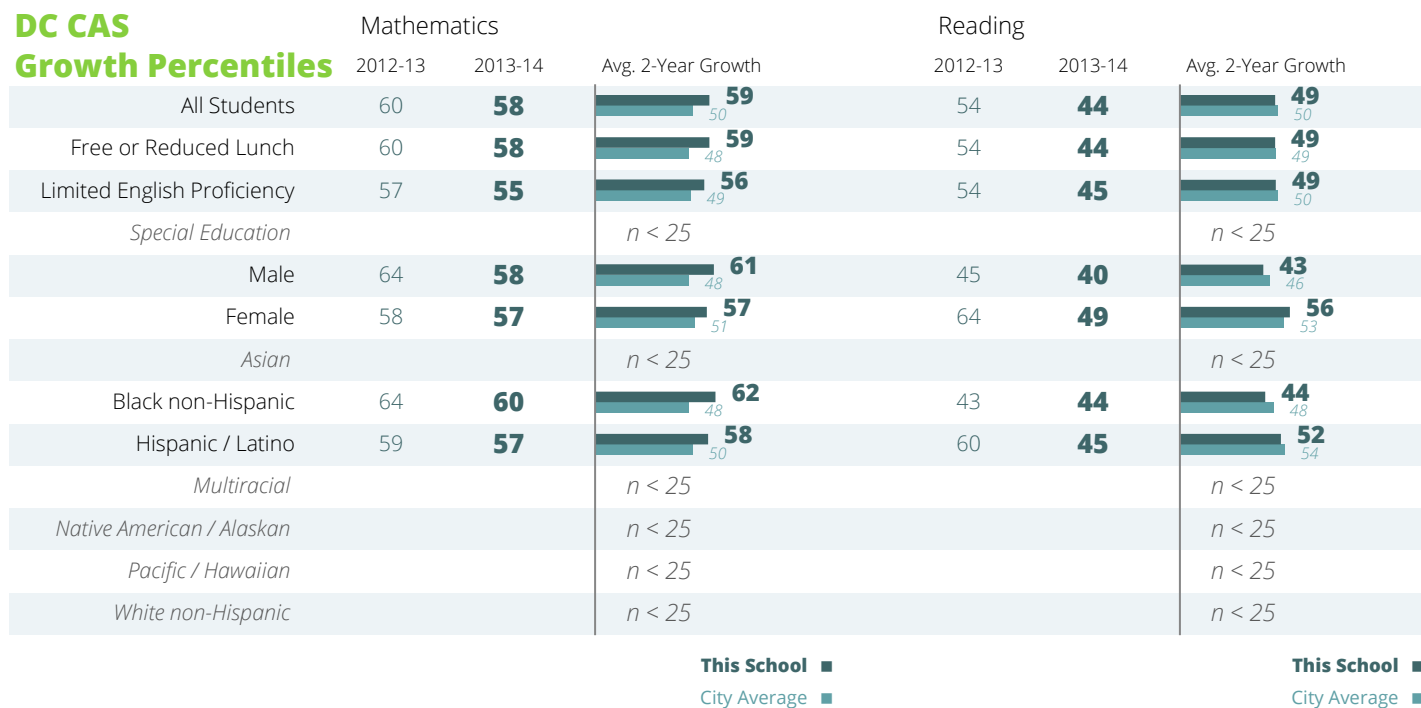 DC CAS
Growth Percentiles
Mathematics
Reading
2012-13 2013-14 Avg. 2-Year Growth 2012-13 2013-14 Avg. 2-Year Growth
All Students 60 58 59 50 54 44 49 50
Free or Reduced Lunch 60 58 59 48 54 44 49 49
Limited English Proficiency 57 55 56 49 54 45 49 50
Special Education n < 25 n < 25
Male 64 58 61 48 45 40 43 46
Female 58 57 57 51 64 49 56 53
Asian n < 25 n < 25
Black non-Hispanic 64 60 62 48 43 44 44 48
Hispanic / Latino 59 57 58 50 60 45 52 54
Multiracial n < 25 n < 25
Native American / Alaskan n < 25 n < 25
Pacific / Hawaiian n < 25 n < 25
White non-Hispanic n < 25 n < 25
This School This School
City Average City Average